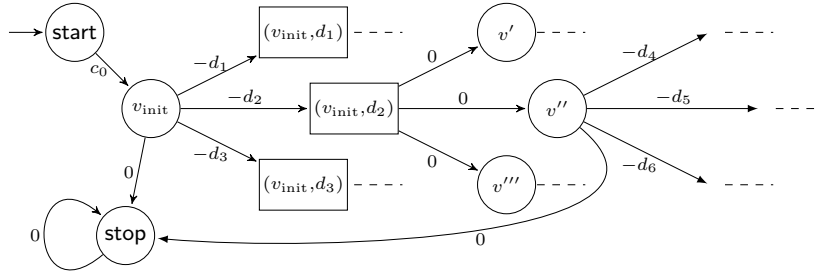 start
(v_init, d_1)
v'
c_0
−d_1
0
−d_4
v_init
−d_2
(v_init, d_2)
0
v''
−d_5
0
−d_3
0
−d_6
(v_init, d_3)
v'''
0
stop
0